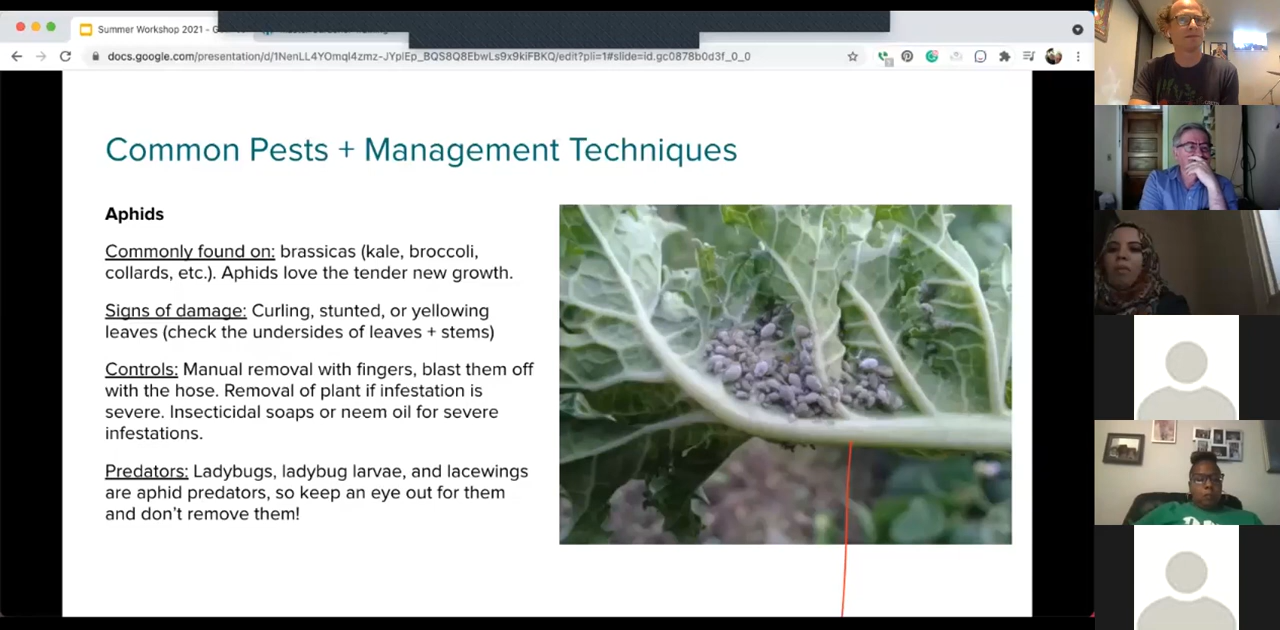 Summer Workshop 2021 - G
docs.google.com/presentation/d/1NenLL4YOmqI4zmz-JYpIEp_BQS8Q8EbwLs9x9kiFBKQ/edit?pli=1#slide=id.gc0878b0d3f_0_0
Common Pests + Management Techniques
Aphids
Commonly found on: brassicas (kale, broccoli,
collards, etc.). Aphids love the tender new growth.
Signs of damage: Curling, stunted, or yellowing
leaves (check the undersides of leaves + stems)
Controls: Manual removal with fingers, blast them off
with the hose. Removal of plant if infestation is
severe. Insecticidal soaps or neem oil for severe
infestations.
Predators: Ladybugs, ladybug larvae, and lacewings
are aphid predators, so keep an eye out for them
and don't remove them!